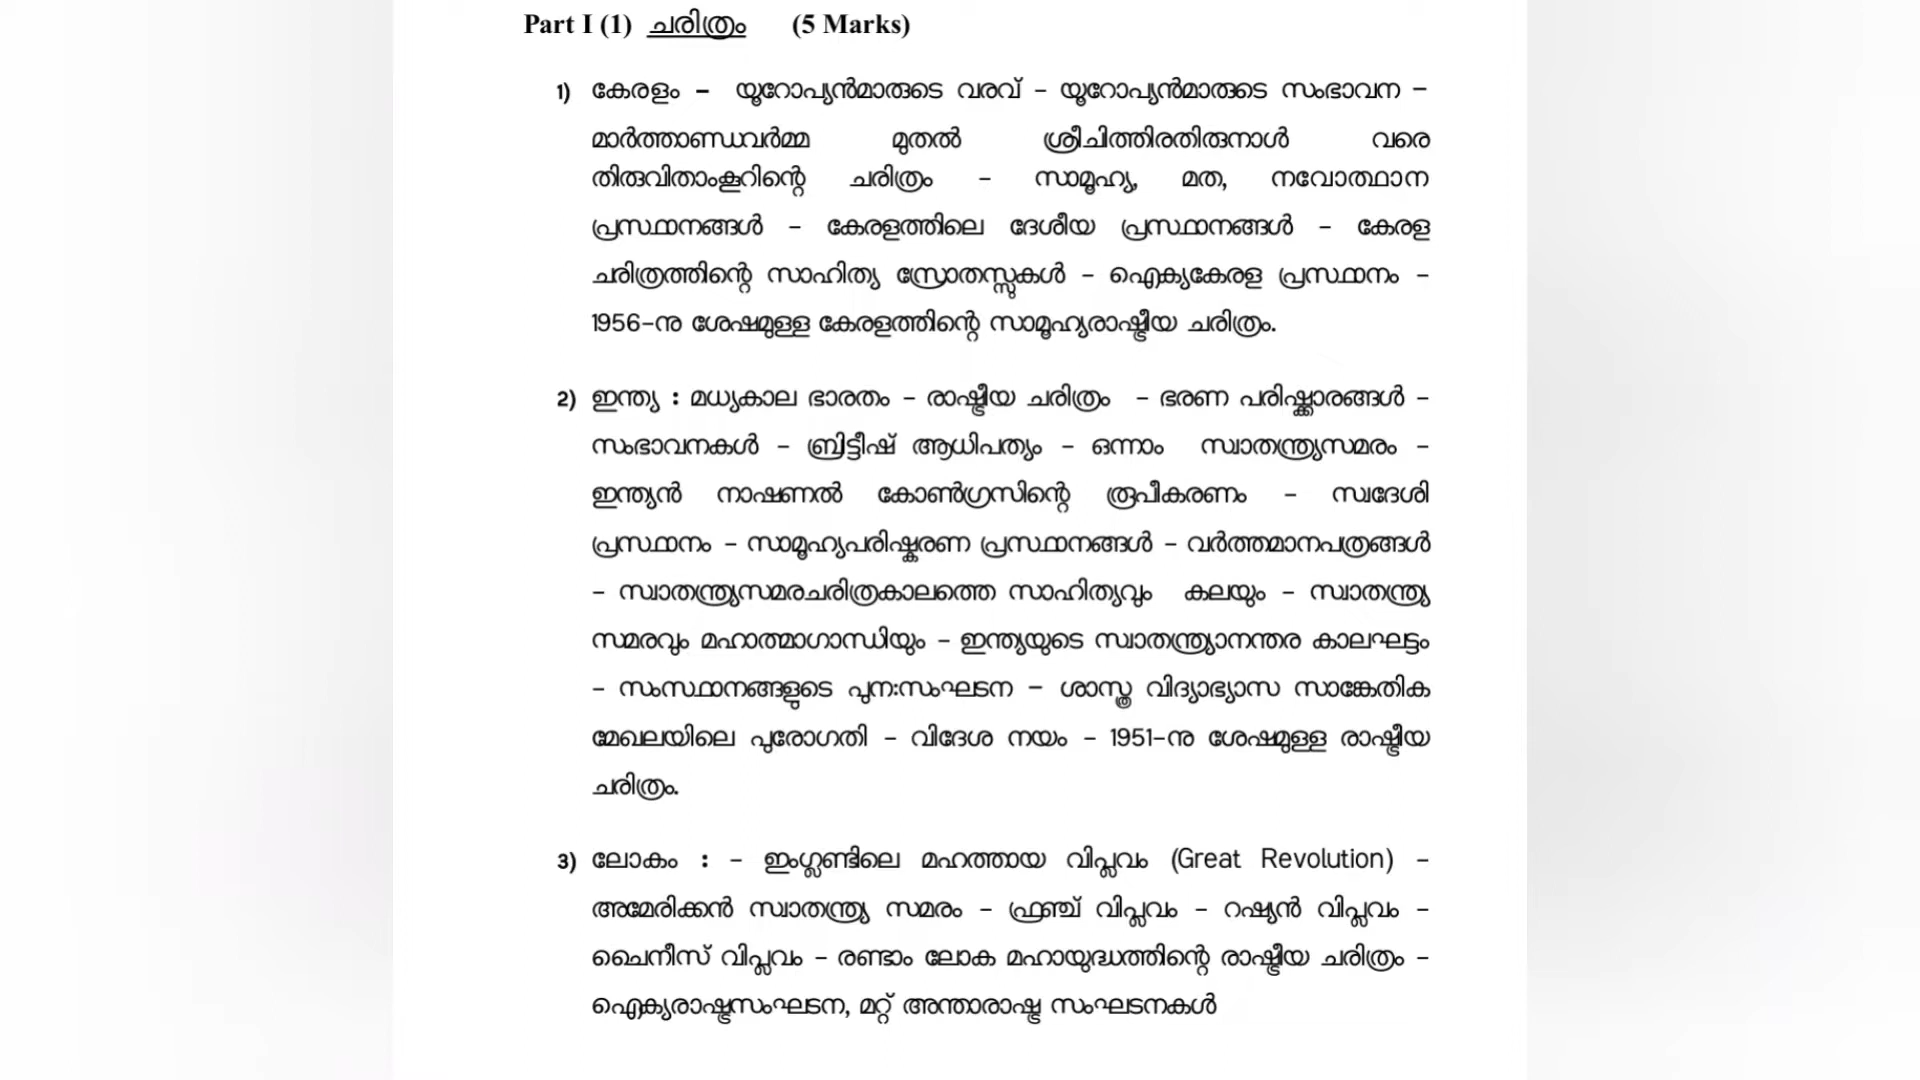 Part I (1) ചരിത്രം (5 Marks)
1) കേരളം – യൂറോപ്യൻമാരുടെ വരവ് – യൂറോപ്യൻമാരുടെ സംഭാവന –
മാർത്താണ്ഡവർമ്മ മുതൽ ശ്രീചിത്തിരതിരുനാൾ വരെ
തിരുവിതാംകൂറിന്റെ ചരിത്രം – സാമൂഹ്യ, മത, നവോത്ഥാന
പ്രസ്ഥാനങ്ങൾ – കേരളത്തിലെ ദേശീയ പ്രസ്ഥാനങ്ങൾ – കേരള
ചരിത്രത്തിന്റെ സാഹിത്യ സ്രോതസ്സുകൾ – ഐക്യകേരള പ്രസ്ഥാനം –
1956–നു ശേഷമുള്ള കേരളത്തിന്റെ സാമൂഹ്യരാഷ്ട്രീയ ചരിത്രം.
2) ഇന്ത്യ : മധ്യകാല ഭാരതം – രാഷ്ട്രീയ ചരിത്രം – ഭരണ പരിഷ്ക്കാരങ്ങൾ –
സംഭാവനകൾ – ബ്രിട്ടീഷ് ആധിപത്യം – ഒന്നാം സ്വാതന്ത്ര്യസമരം –
ഇന്ത്യൻ നാഷണൽ കോൺഗ്രസിന്റെ രൂപീകരണം – സ്വദേശി
പ്രസ്ഥാനം – സാമൂഹ്യപരിഷ്കരണ പ്രസ്ഥാനങ്ങൾ – വർത്തമാനപത്രങ്ങൾ
– സ്വാതന്ത്ര്യസമരചരിത്രകാലത്തെ സാഹിത്യവും കലയും – സ്വാതന്ത്ര്യ
സമരവും മഹാത്മാഗാന്ധിയും – ഇന്ത്യയുടെ സ്വാതന്ത്ര്യാനന്തര കാലഘട്ടം
– സംസ്ഥാനങ്ങളുടെ പുനഃസംഘടന – ശാസ്ത്ര വിദ്യാഭ്യാസ സാങ്കേതിക
മേഖലയിലെ പുരോഗതി – വിദേശ നയം – 1951–നു ശേഷമുള്ള രാഷ്ട്രീയ
ചരിത്രം.
3) ലോകം : – ഇംഗ്ലണ്ടിലെ മഹത്തായ വിപ്ലവം (Great Revolution) –
അമേരിക്കൻ സ്വാതന്ത്ര്യ സമരം – ഫ്രഞ്ച് വിപ്ലവം – റഷ്യൻ വിപ്ലവം –
ചൈനീസ് വിപ്ലവം – രണ്ടാം ലോക മഹായുദ്ധത്തിന്റെ രാഷ്ട്രീയ ചരിത്രം –
ഐക്യരാഷ്ട്രസംഘടന, മറ്റ് അന്താരാഷ്ട്ര സംഘടനകൾ